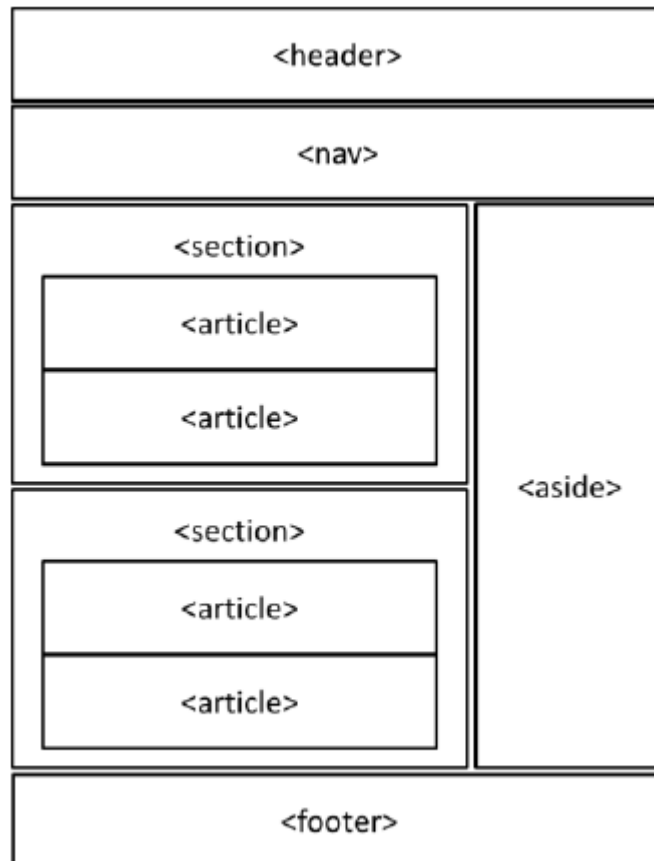 <header>
<nav>
<section>
<article>
<article>
<aside>
<section>
<article>
<article>
<footer>